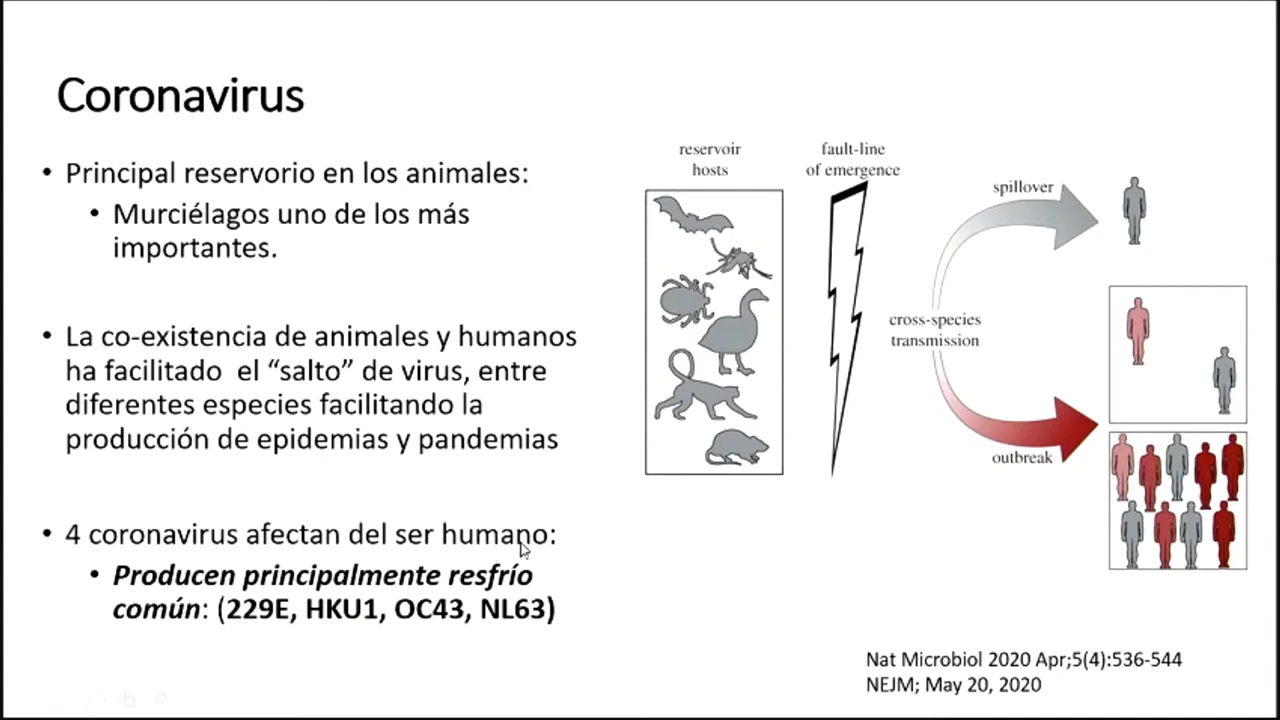 Coronavirus
• Principal reservorio en los animales:
• Murciélagos uno de los más
importantes.
• La co-existencia de animales y humanos
ha facilitado el “salto” de virus, entre
diferentes especies facilitando la
producción de epidemias y pandemias
• 4 coronavirus afectan del ser humano:
• Producen principalmente resfrío
común: (229E, HKU1, OC43, NL63)
reservoir
hosts
fault-line
of emergence
spillover
cross-species
transmission
outbreak
Nat Microbiol 2020 Apr;5(4):536-544
NEJM; May 20, 2020